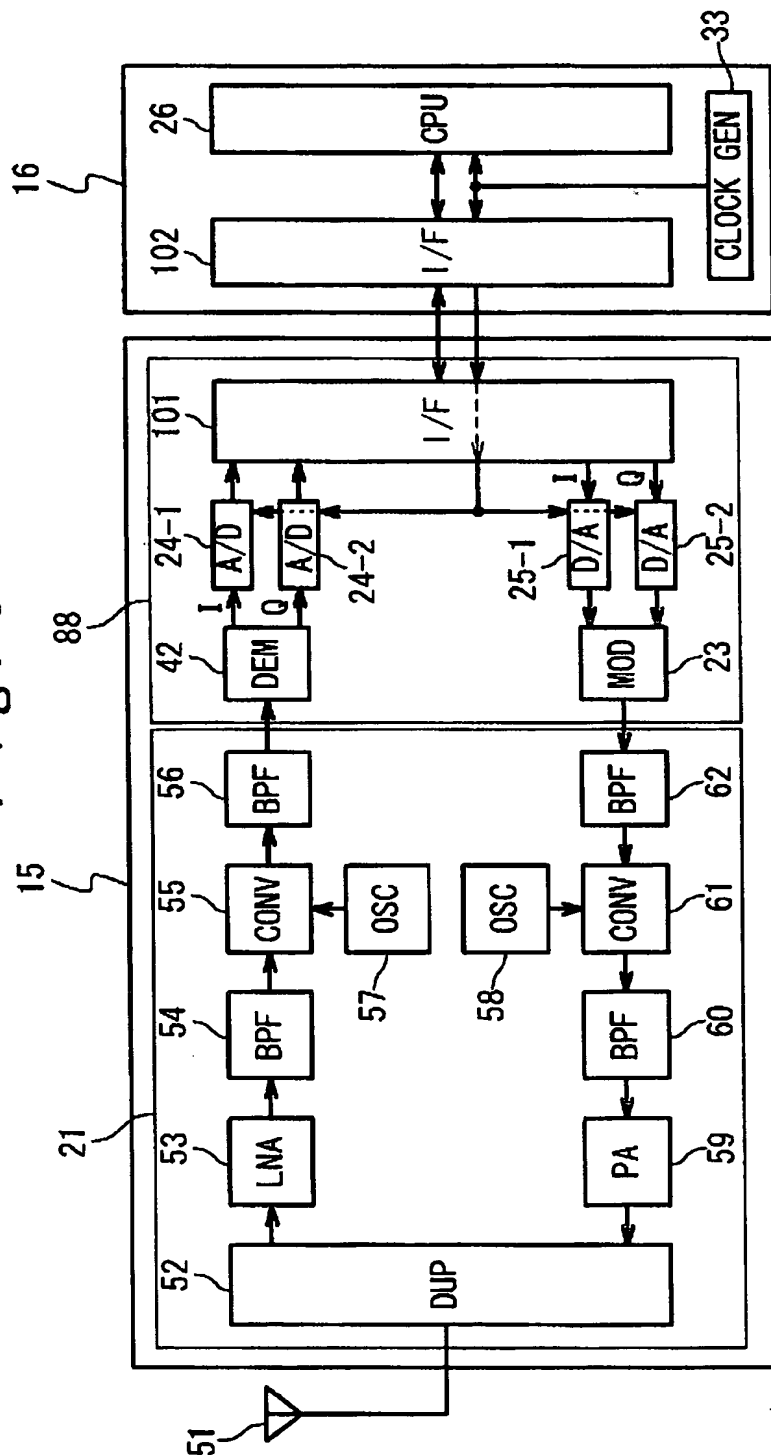 51
52
DUP
21
53
LNA
59
PA
54
BPF
60
BPF
15
55
CONV
57
OSC
58
OSC
61
CONV
56
BPF
62
BPF
88
42
DEM
I
Q
23
MOD
24-1
A/D
24-2
A/D
25-1
D/A
25-2
D/A
I
Q
101
I/F
16
102
I/F
26
CPU
33
CLOCK GEN